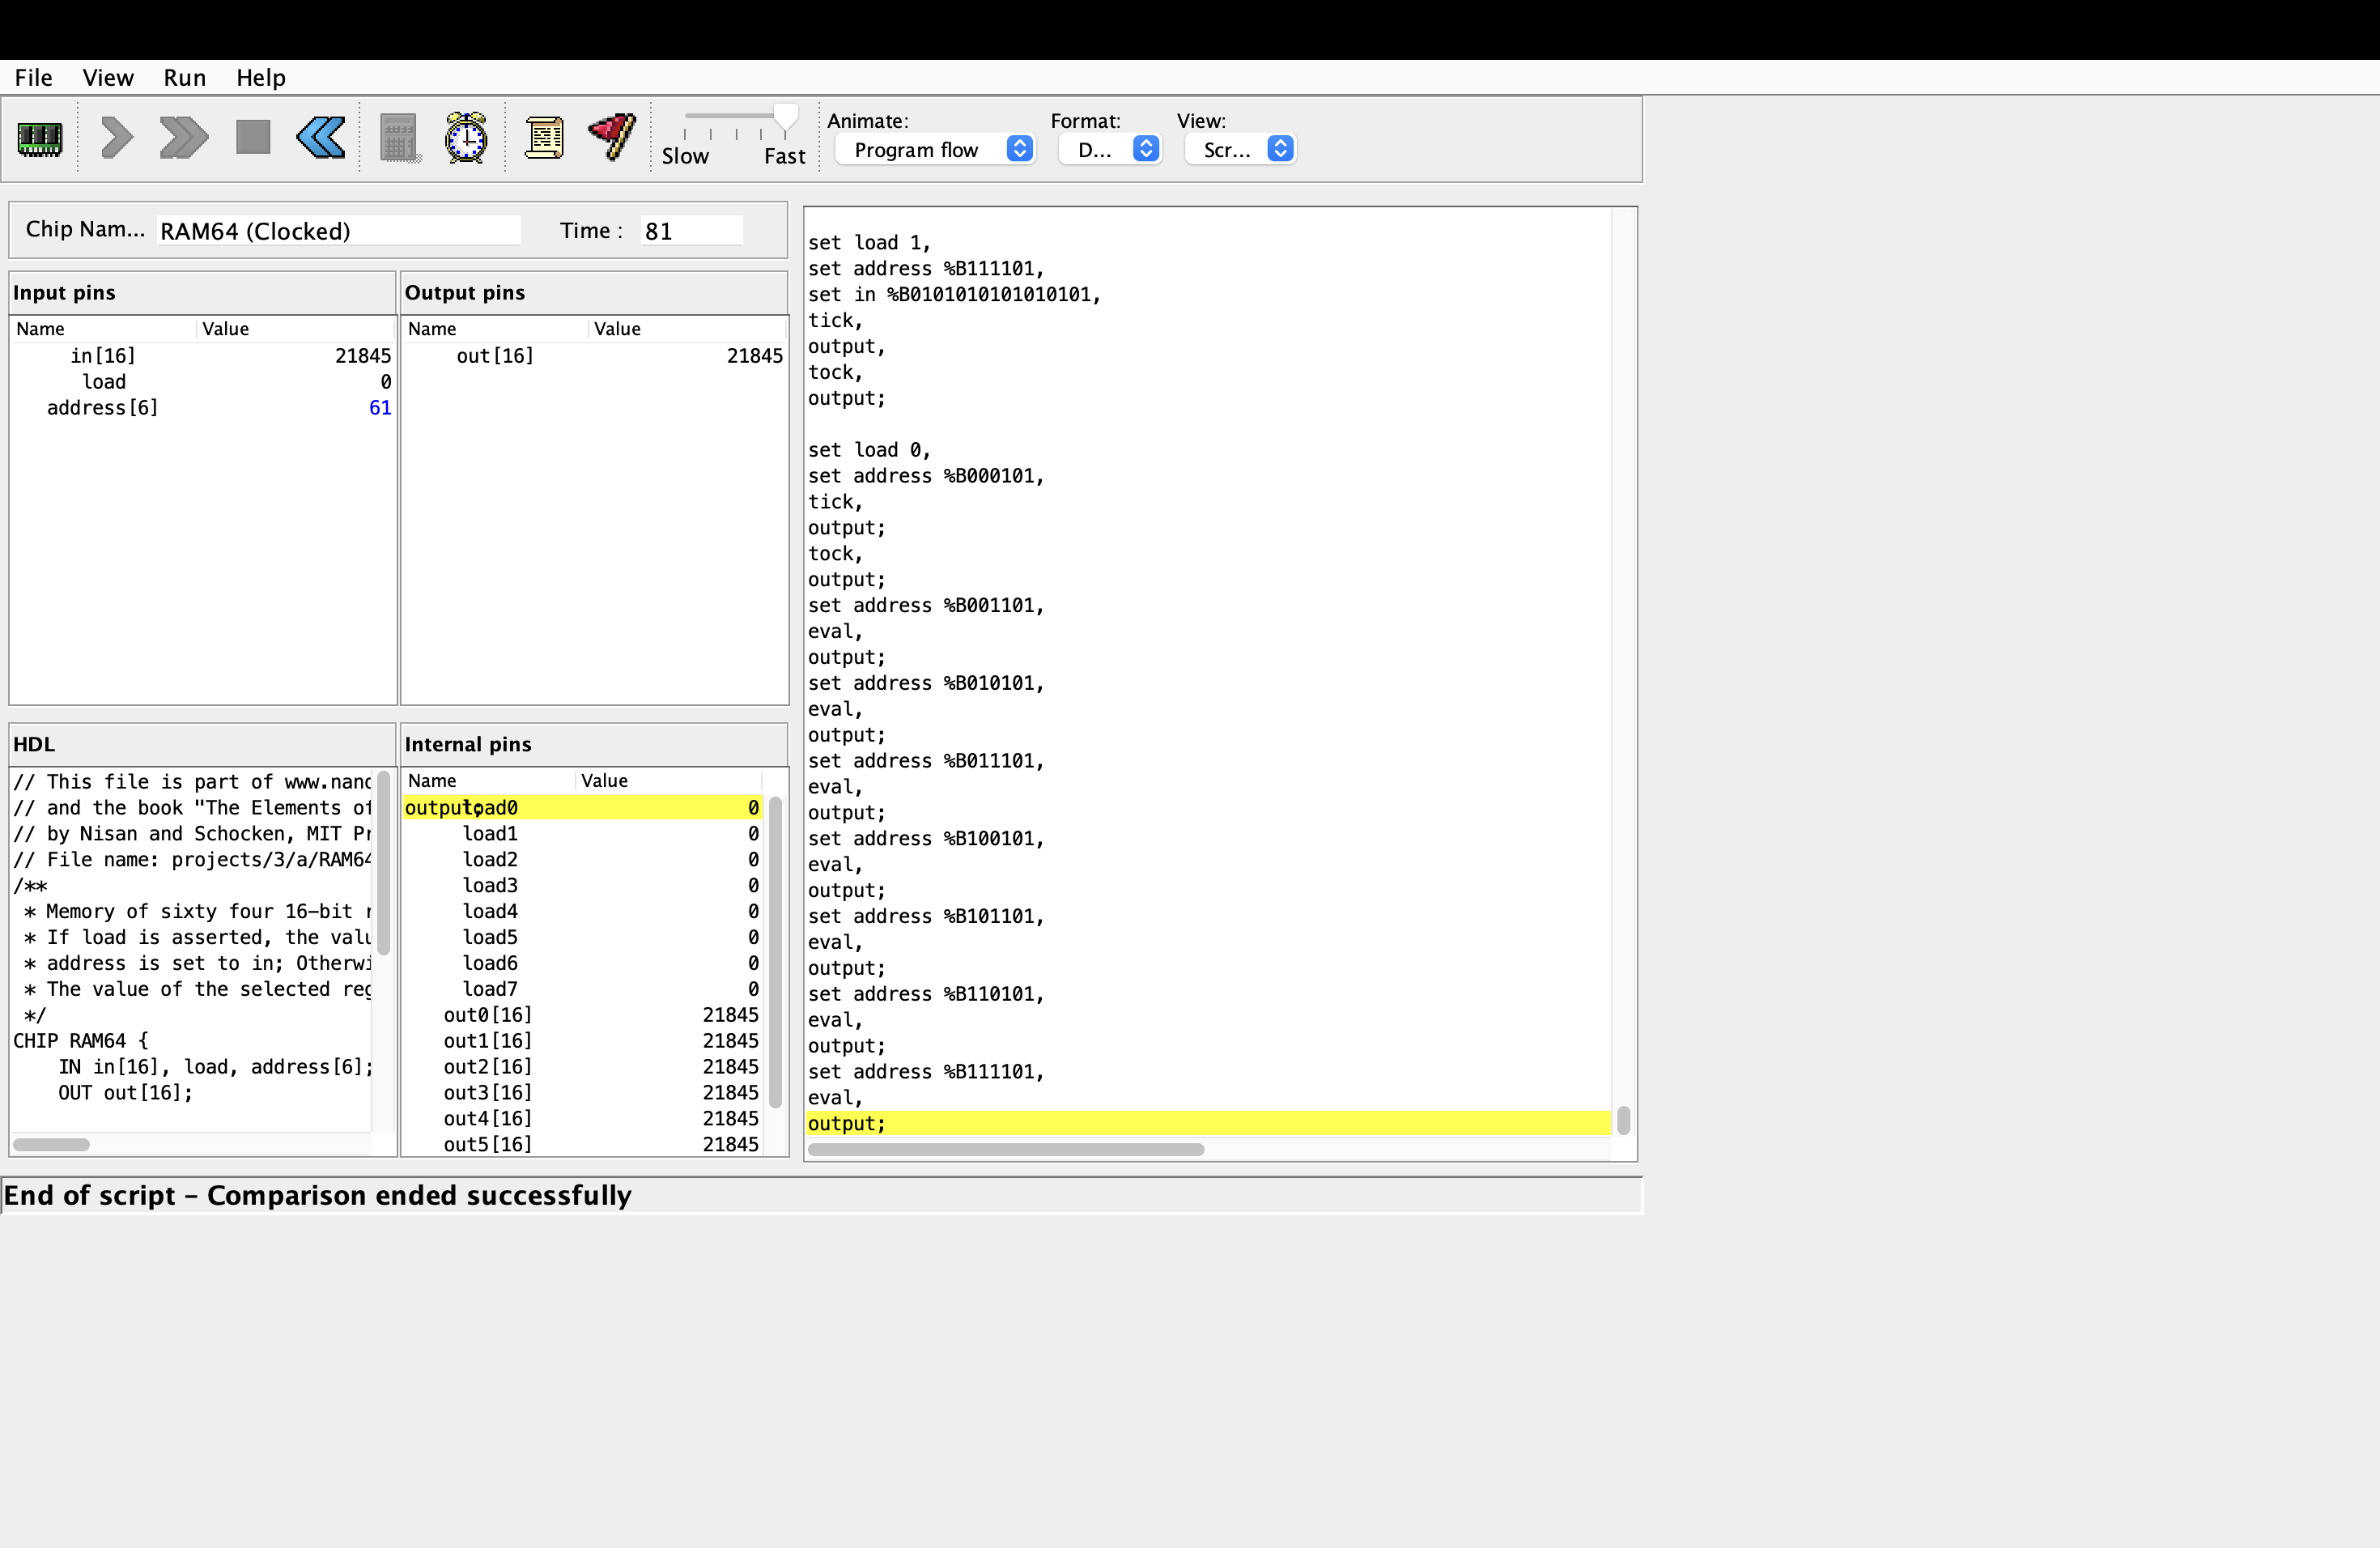 File View Run Help
Animate: Format: View:
Slow Fast Program flow D... Scr...
Chip Nam... RAM64 (Clocked) Time : 81
Input pins
Name Value
in[16] 21845
load 0
address[6] 61
Output pins
Name Value
out[16] 21845
HDL
// This file is part of www.nand
// and the book "The Elements of
// by Nisan and Schocken, MIT Pr
// File name: projects/3/a/RAM64
/**
* Memory of sixty four 16-bit r
* If load is asserted, the valu
* address is set to in; Otherwi
* The value of the selected reg
*/
CHIP RAM64 {
IN in[16], load, address[6];
OUT out[16];
Internal pins
Name Value
output; load0 0
load1 0
load2 0
load3 0
load4 0
load5 0
load6 0
load7 0
out0[16] 21845
out1[16] 21845
out2[16] 21845
out3[16] 21845
out4[16] 21845
out5[16] 21845
set load 1,
set address %B111101,
set in %B0101010101010101,
tick,
output,
tock,
output;
set load 0,
set address %B000101,
tick,
output;
tock,
output;
set address %B001101,
eval,
output;
set address %B010101,
eval,
output;
set address %B011101,
eval,
output;
set address %B100101,
eval,
output;
set address %B101101,
eval,
output;
set address %B110101,
eval,
output;
set address %B111101,
eval,
output;
End of script - Comparison ended successfully